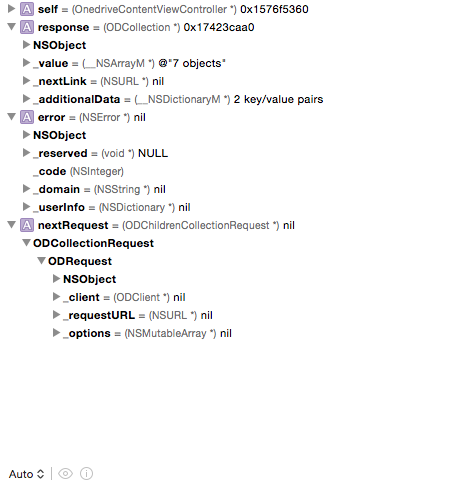 A self = (OnedriveContentViewController *) 0x1576f5360
A response = (ODCollection *) 0x17423caa0
NSObject
_value = (__NSArrayM *) @"7 objects"
_nextLink = (NSURL *) nil
_additionalData = (__NSDictionaryM *) 2 key/value pairs
A error = (NSError *) nil
NSObject
_reserved = (void *) NULL
_code (NSInteger)
_domain = (NSString *) nil
_userInfo = (NSDictionary *) nil
A nextRequest = (ODChildrenCollectionRequest *) nil
ODCollectionRequest
ODRequest
NSObject
_client = (ODClient *) nil
_requestURL = (NSURL *) nil
_options = (NSMutableArray *) nil
Auto